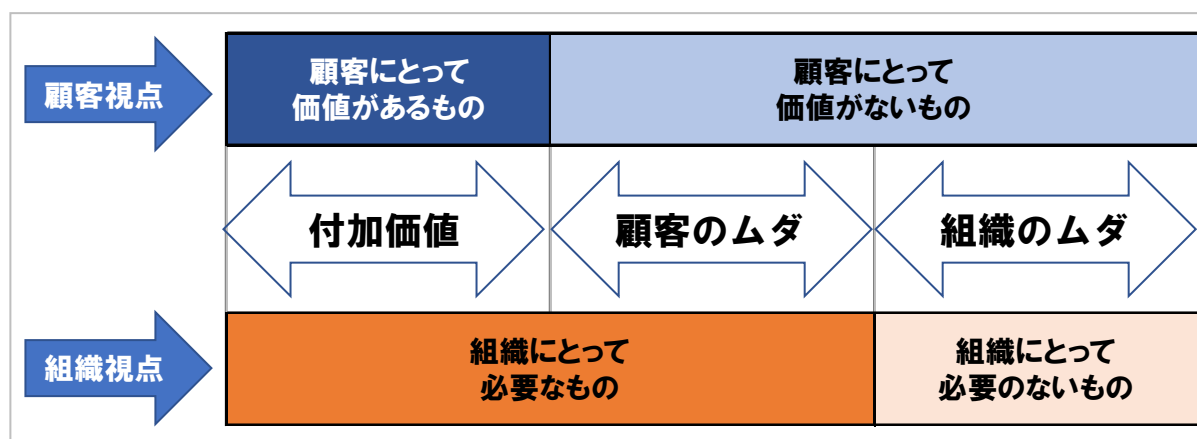 顧客視点
顧客にとって
価値があるもの
顧客にとって
価値がないもの
付加価値
顧客のムダ
組織のムダ
組織視点
組織にとって
必要なもの
組織にとって
必要のないもの